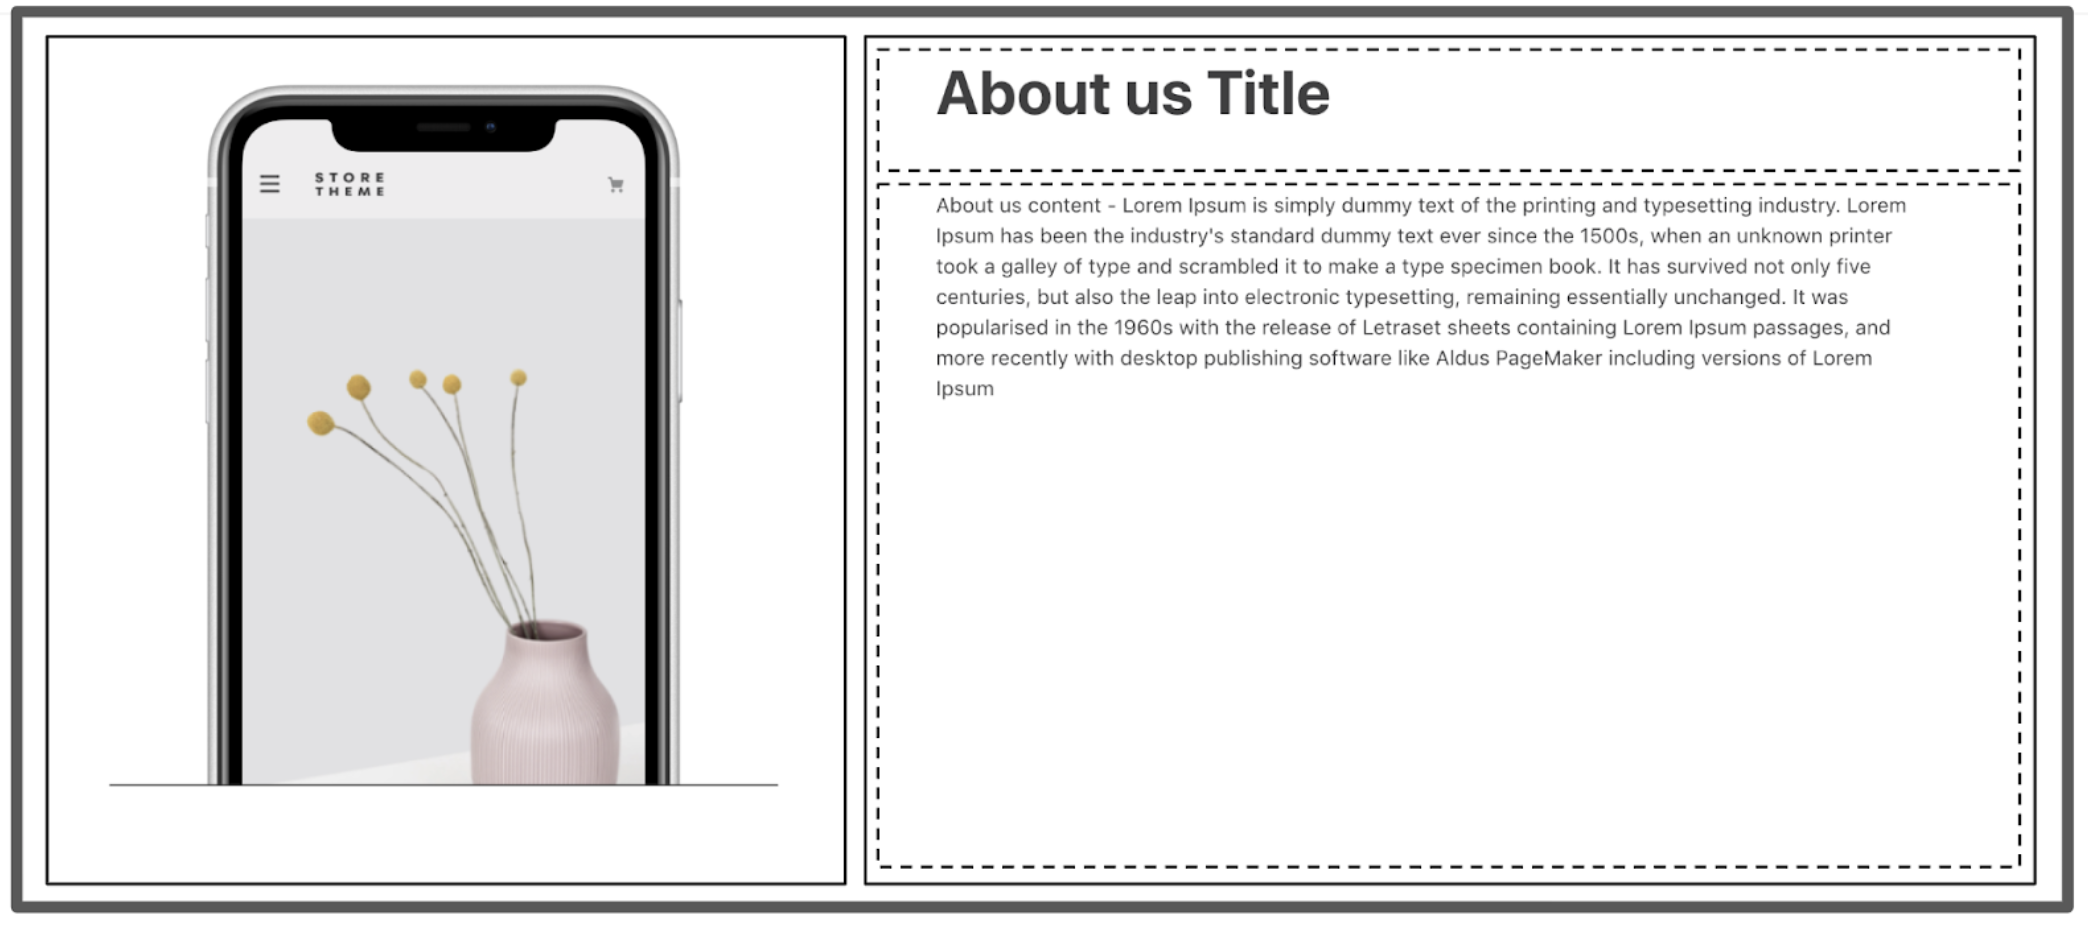 STORE
THEME
About us Title
About us content - Lorem Ipsum is simply dummy text of the printing and typesetting industry. Lorem
Ipsum has been the industry's standard dummy text ever since the 1500s, when an unknown printer
took a galley of type and scrambled it to make a type specimen book. It has survived not only five
centuries, but also the leap into electronic typesetting, remaining essentially unchanged. It was
popularised in the 1960s with the release of Letraset sheets containing Lorem Ipsum passages, and
more recently with desktop publishing software like Aldus PageMaker including versions of Lorem
Ipsum